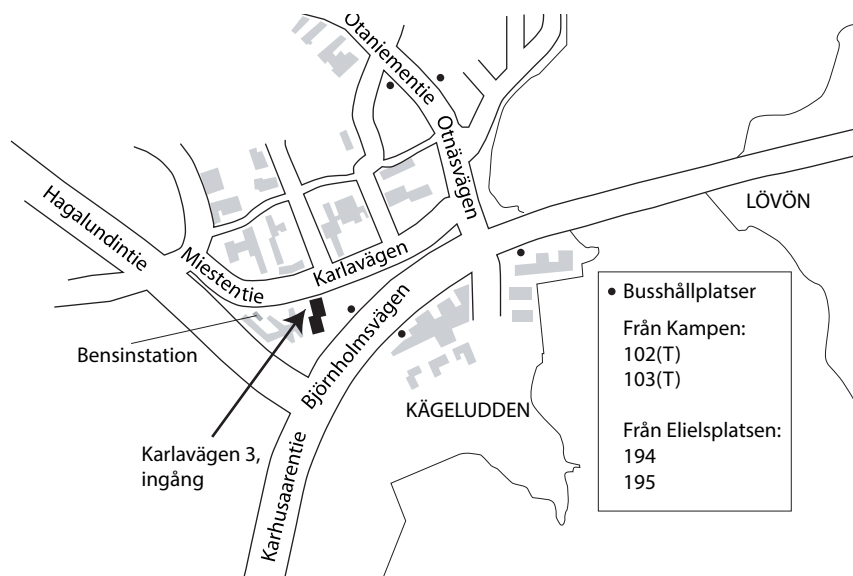 Otaniementie
Otnäsvägen
Hagalundintie
LÖVÖN
Miestentie
Karlavägen
Björnholmsvägen
Bensinstation
KÄGELUDDEN
Karlavägen 3,
ingång
Karhusaarentie
• Busshållplatser
Från Kampen:
102(T)
103(T)
Från Elielsplatsen:
194
195